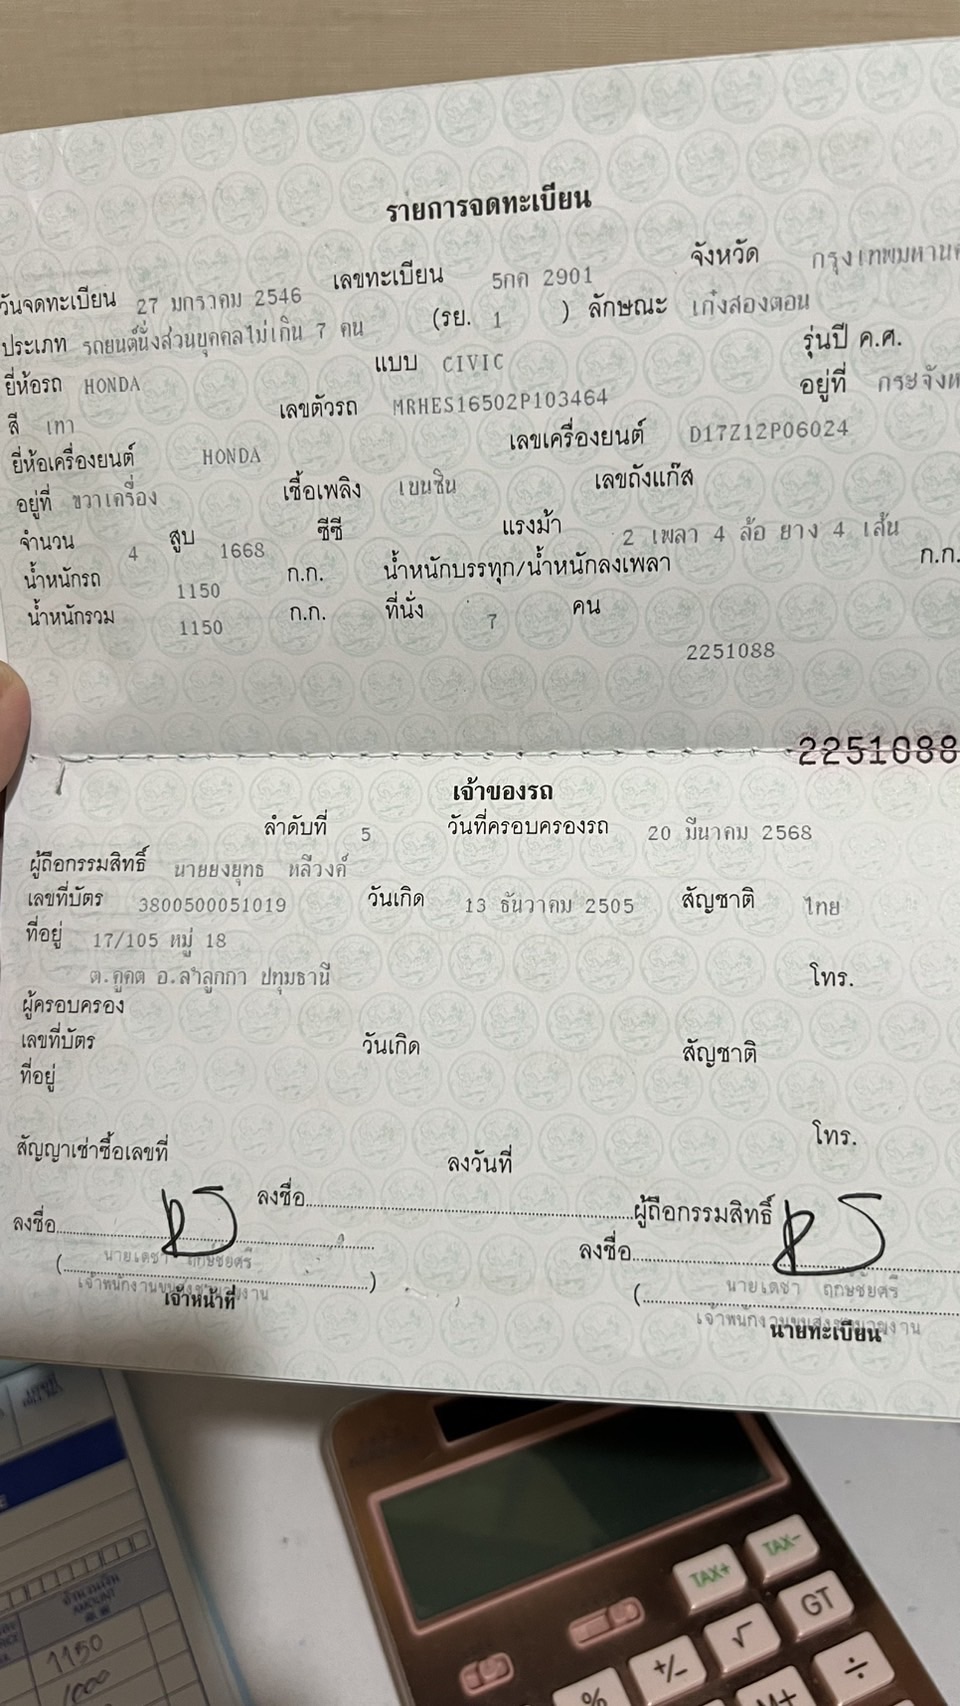 รายการจดทะเบียน
วันจดทะเบียน 27 มกราคม 2546 เลขทะเบียน 5กค 2901 จังหวัด
ประเภท รถยนต์นั่งส่วนบุคคลไม่เกิน 7 คน (รย. 1 ) ลักษณะ เก๋งสองตอน
ยี่ห้อรถ HONDA แบบ CIVIC รุ่นปี ค.ศ.
สี เทา เลขตัวรถ MRHES16502P103464 อยู่ที่
ยี่ห้อเครื่องยนต์ HONDA เลขเครื่องยนต์ D17Z12P06024
อยู่ที่ ขวาเครื่อง เชื้อเพลิง เบนซิน เลขถังแก๊ส
จำนวน 4 สูบ 1668 ซีซี แรงม้า 2 เพลา 4 ล้อ ยาง 4 เส้น
น้ำหนักรถ 1150 ก.ก. น้ำหนักบรรทุก/น้ำหนักลงเพลา ก.ก.
น้ำหนักรวม 1150 ก.ก. ที่นั่ง 7 คน
2251088
2251088
เจ้าของรถ
ลำดับที่ 5 วันที่ครอบครองรถ 20 มีนาคม 2568
ผู้ถือกรรมสิทธิ์ นายยงยุทธ หลีวงค์
เลขที่บัตร 3800500051019 วันเกิด 13 ธันวาคม 2505 สัญชาติ ไทย
ที่อยู่ 17/105 หมู่ 18
ต.คูคต อ.ลำลูกกา ปทุมธานี โทร.
ผู้ครอบครอง
เลขที่บัตร วันเกิด สัญชาติ
ที่อยู่
โทร.
สัญญาเช่าซื้อเลขที่ ลงวันที่
ลงชื่อ ผู้ถือกรรมสิทธิ์
ลงชื่อ ลงชื่อ
(นายเดชา ฤกษ์ชัยศรี) (นายเดชา ฤกษ์ชัยศรี
เจ้าพนักงานขนส่งชำนาญงาน เจ้าพนักงานขนส่งชำนาญงาน
เจ้าหน้าที่ นายทะเบียน
จำนวนเงิน
AMOUNT
1150
1000
TAX+ TAX-
√ GT
% +/- ÷
M+